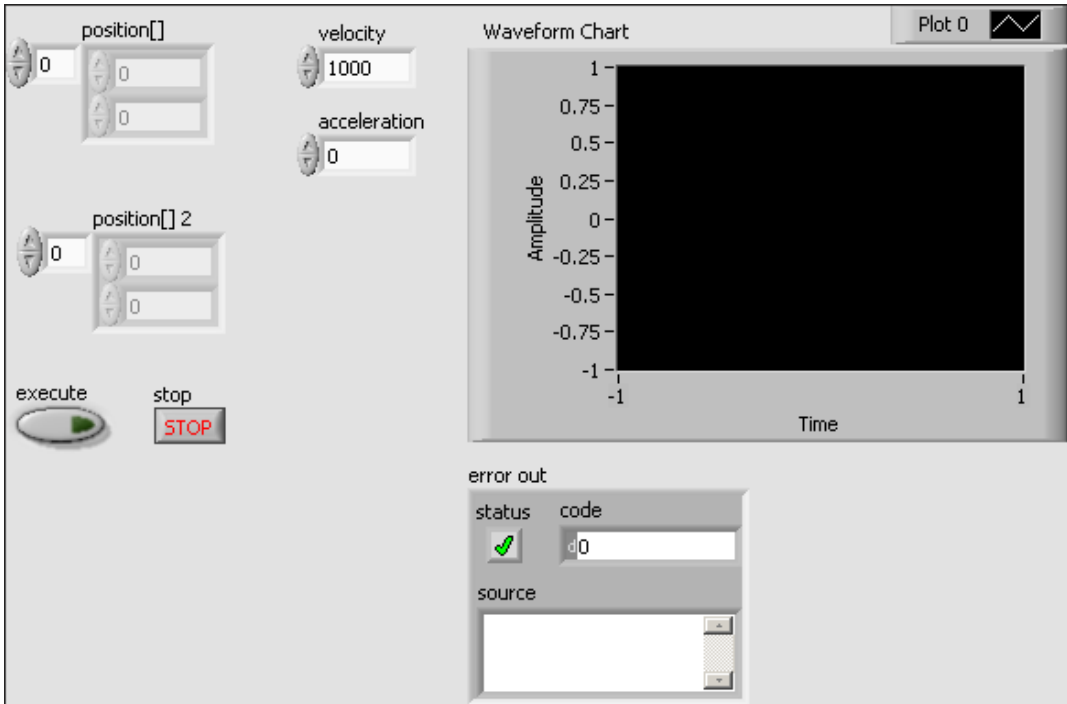 position[]
0
0
0
velocity
1000
acceleration
0
position[] 2
0
0
0
execute
stop
STOP
Waveform Chart
Plot 0
Amplitude
1
0.75
0.5
0.25
0
-0.25
-0.5
-0.75
-1
-1
1
Time
error out
status
code
d0
source